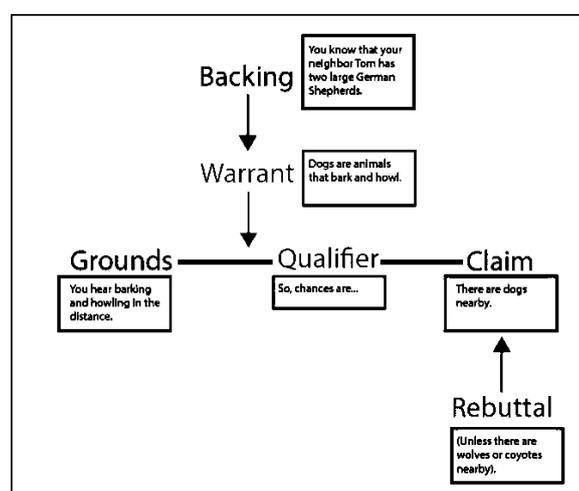 You know that your
neighbor Tom has
two large German
Shepherds.
Backing
Dogs are animals
that bark and howl.
Warrant
Grounds
Qualifier
Claim
You hear barking
and howling in the
distance.
So, chances are...
There are dogs
nearby.
Rebuttal
(Unless there are
wolves or coyotes
nearby).